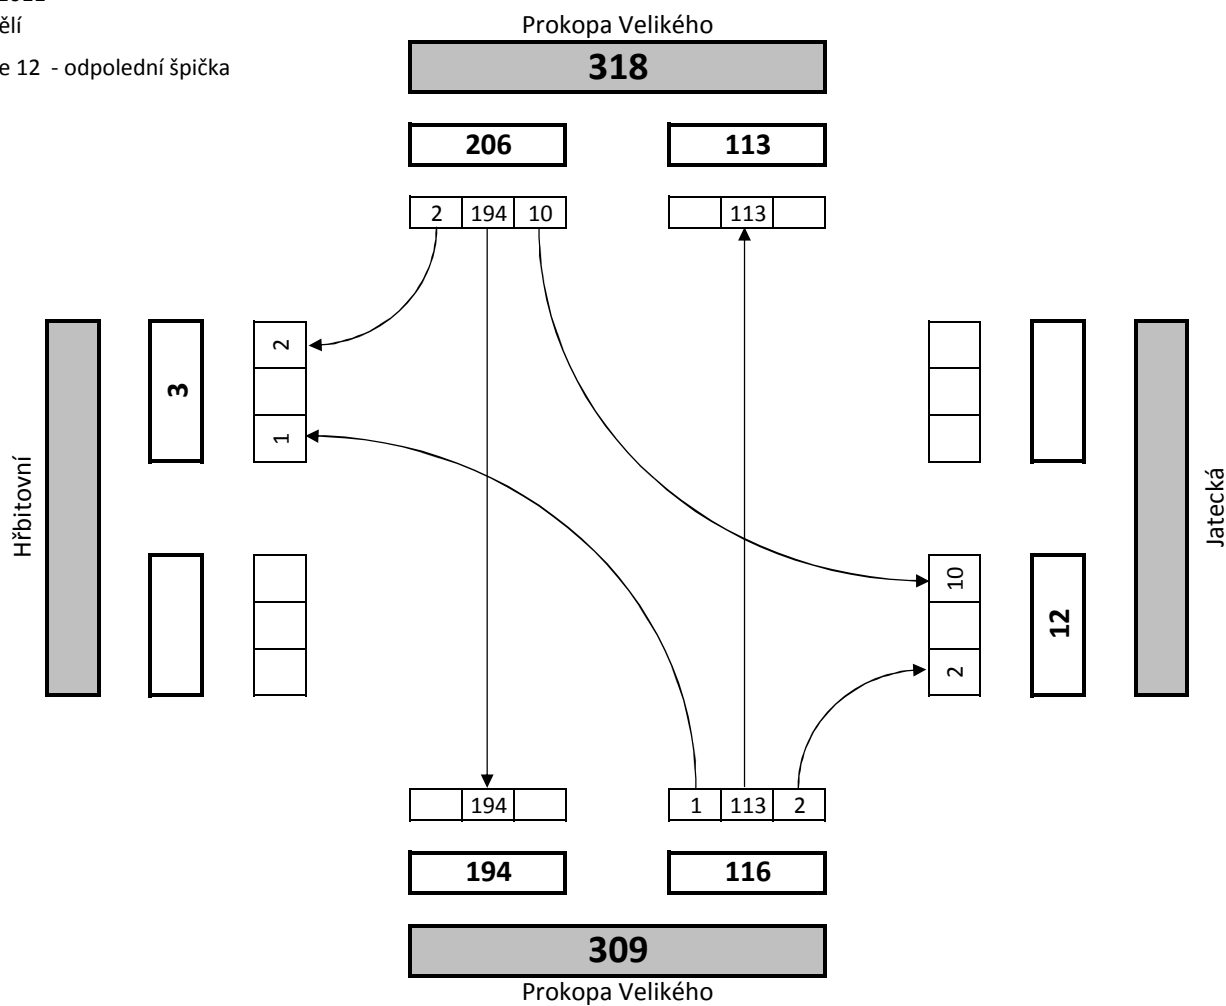 ělí
e 12 - odpolední špička
Prokopa Velikého
318
206 113
2 194 10 113
Hřbitovní
3
2
1
Jatecká
12
10
2
194 1 113 2
194 116
309
Prokopa Velikého